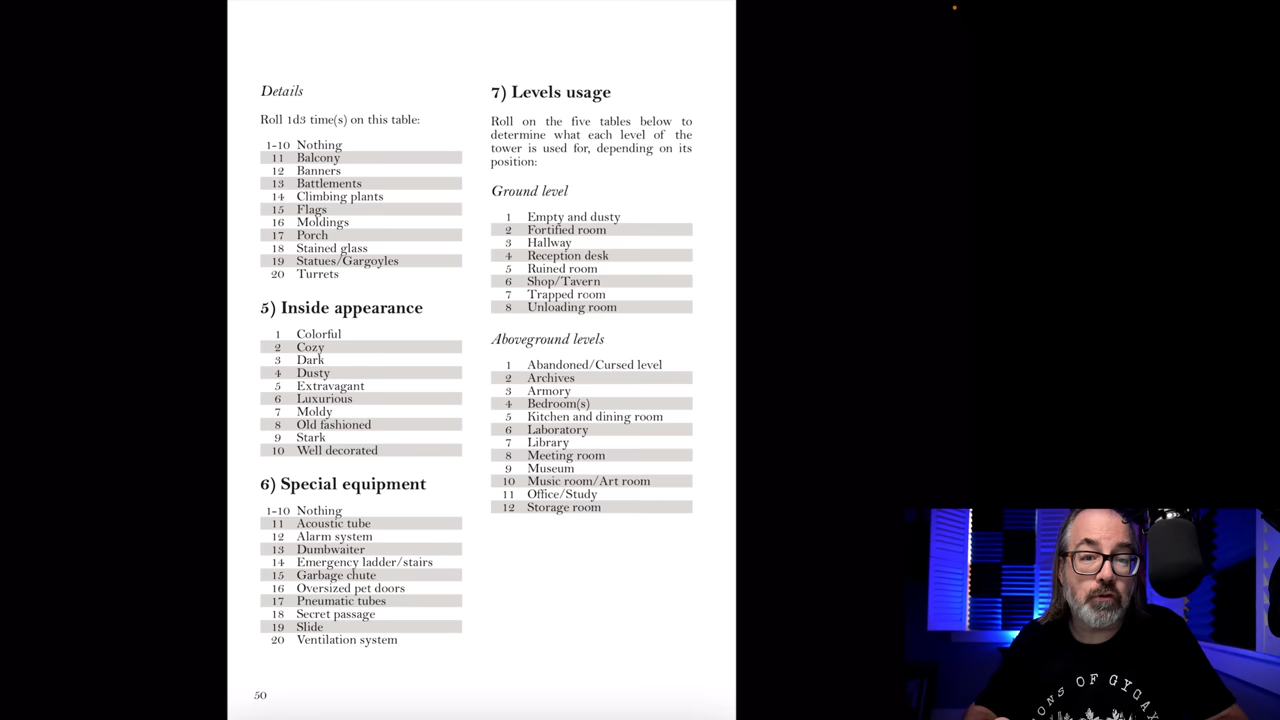 Details
Roll 1d3 time(s) on this table:
1-10 Nothing
11 Balcony
12 Banners
13 Battlements
14 Climbing plants
15 Flags
16 Moldings
17 Porch
18 Stained glass
19 Statues/Gargoyles
20 Turrets
5) Inside appearance
1 Colorful
2 Cozy
3 Dark
4 Dusty
5 Extravagant
6 Luxurious
7 Moldy
8 Old fashioned
9 Stark
10 Well decorated
6) Special equipment
1-10 Nothing
11 Acoustic tube
12 Alarm system
13 Dumbwaiter
14 Emergency ladder/stairs
15 Garbage chute
16 Oversized pet doors
17 Pneumatic tubes
18 Secret passage
19 Slide
20 Ventilation system
50
7) Levels usage
Roll on the five tables below to
determine what each level of the
tower is used for, depending on its
position:
Ground level
1 Empty and dusty
2 Fortified room
3 Hallway
4 Reception desk
5 Ruined room
6 Shop/Tavern
7 Trapped room
8 Unloading room
Aboveground levels
1 Abandoned/Cursed level
2 Archives
3 Armory
4 Bedroom(s)
5 Kitchen and dining room
6 Laboratory
7 Library
8 Meeting room
9 Museum
10 Music room/Art room
11 Office/Study
12 Storage room
OF GYGAX